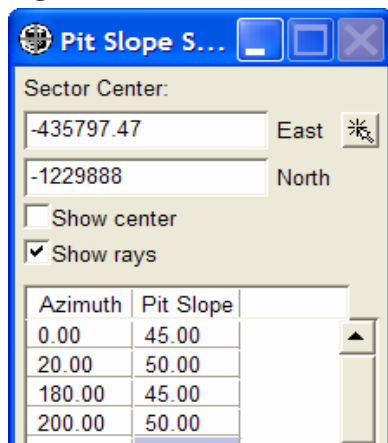 Pit Slope S...
Sector Center:
-435797.47 East
-1229888 North
Show center
Show rays
Azimuth Pit Slope
0.00 45.00
20.00 50.00
180.00 45.00
200.00 50.00